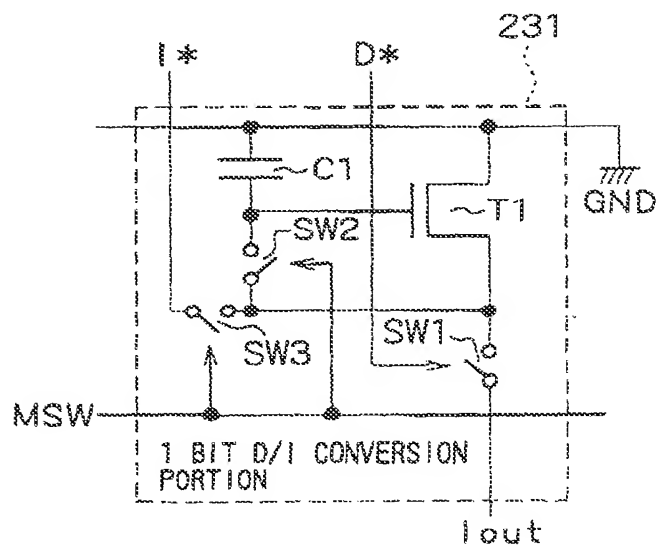 231
I* D*
C1
T1
GND
SW2
SW1
SW3
MSW
1 BIT D/I CONVERSION
PORTION
Iout